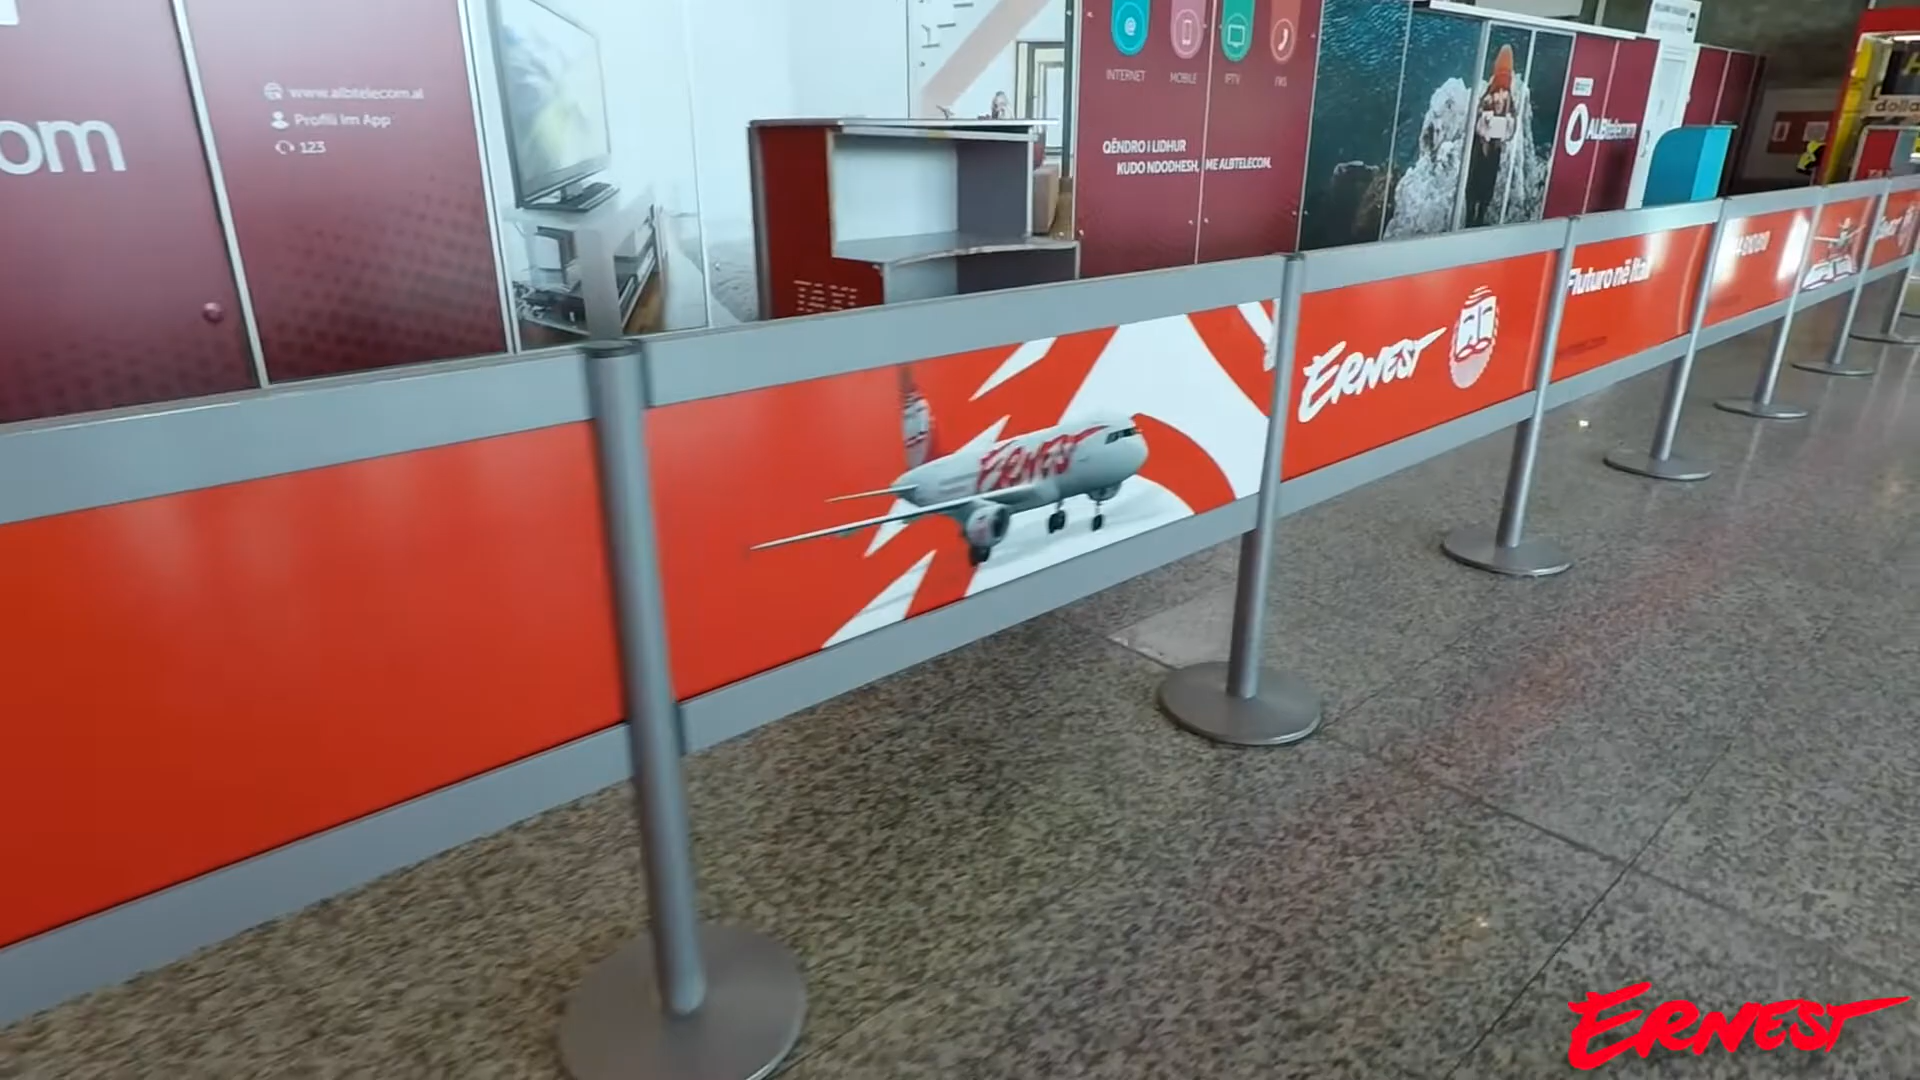 om
www.albtelecom.al
Profili im App
123
INTERNET
MOBILE
IPTV
QËNDRO I LIDHUR
KUDO NDODHESH, ME ALBTELECOM.
ALBtelecom
TAXI
ERNEST
ERNEST
Fluturo në Itali
ERNEST